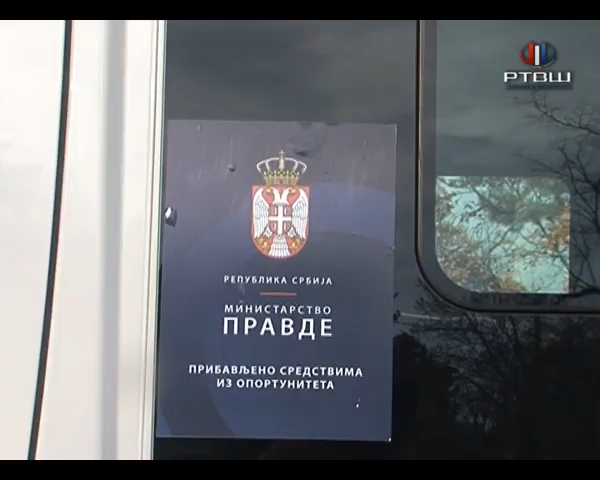 РТВШ
РЕПУБЛИКА СРБИЈА
МИНИСТАРСТВО
ПРАВДЕ
ПРИБАВЉЕНО СРЕДСТВИМА
ИЗ ОПОРТУНИТЕТА